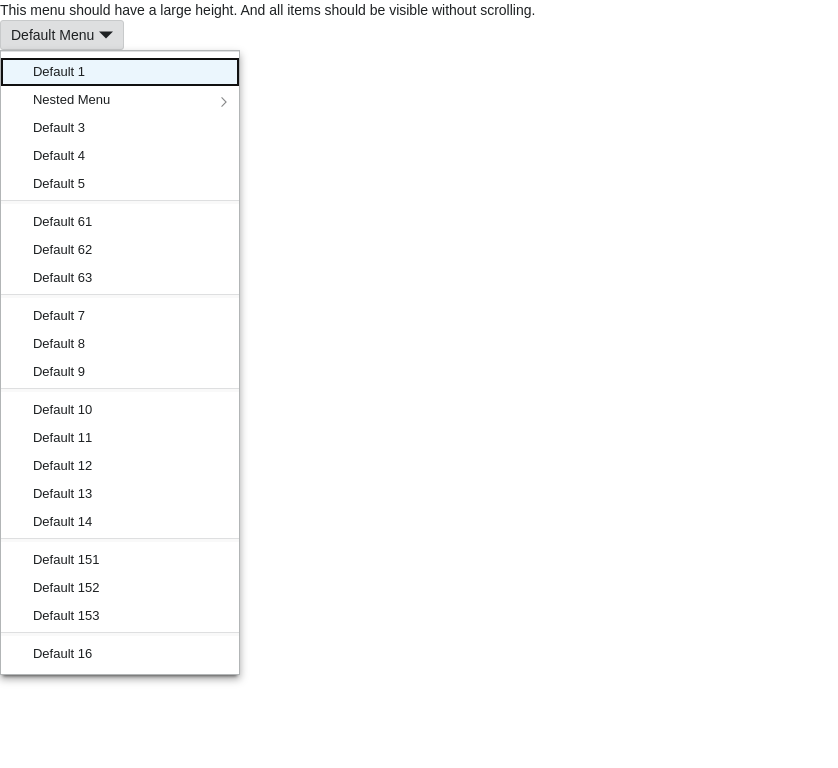 This menu should have a large height. And all items should be visible without scrolling.
Default Menu
Default 1
Nested Menu
Default 3
Default 4
Default 5
Default 61
Default 62
Default 63
Default 7
Default 8
Default 9
Default 10
Default 11
Default 12
Default 13
Default 14
Default 151
Default 152
Default 153
Default 16